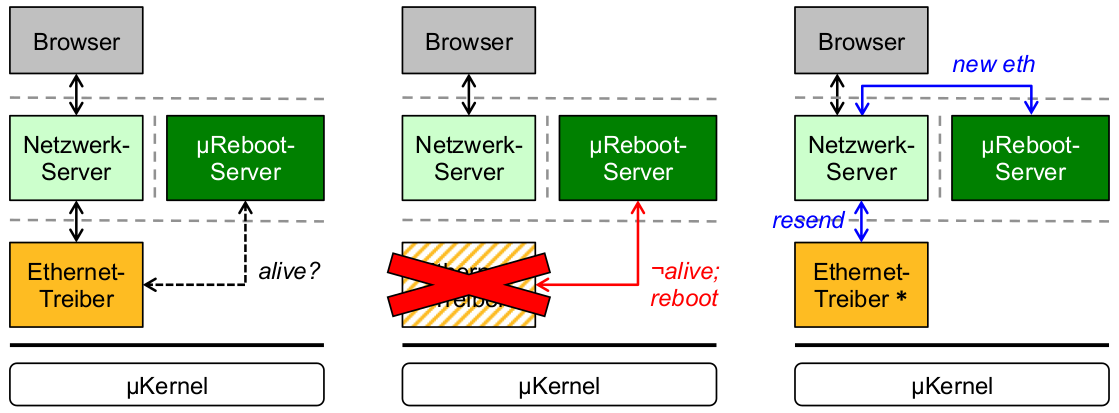 Browser
Netzwerk-
Server
µReboot-
Server
Ethernet-
Treiber
alive?
µKernel
Browser
Netzwerk-
Server
µReboot-
Server
¬alive;
reboot
µKernel
Browser
new eth
Netzwerk-
Server
µReboot-
Server
resend
Ethernet-
Treiber *
µKernel